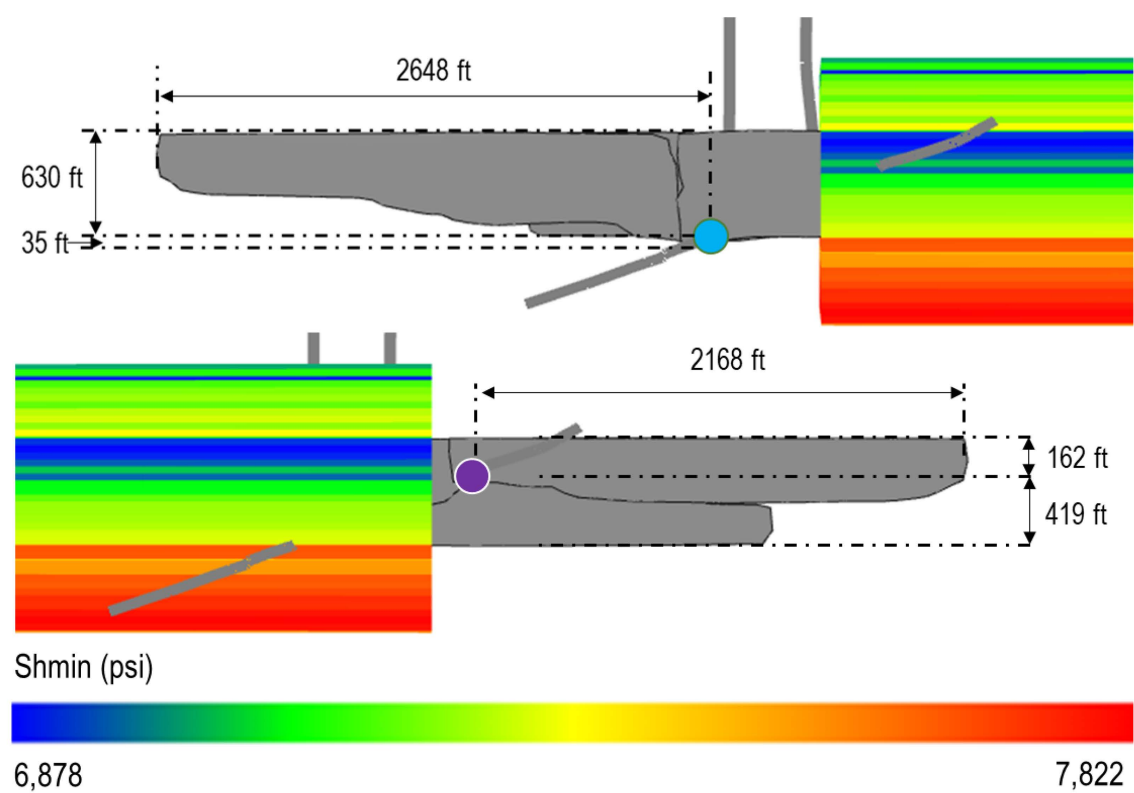 2648 ft
630 ft
35 ft
2168 ft
162 ft
419 ft
Shmin (psi)
6,878
7,822